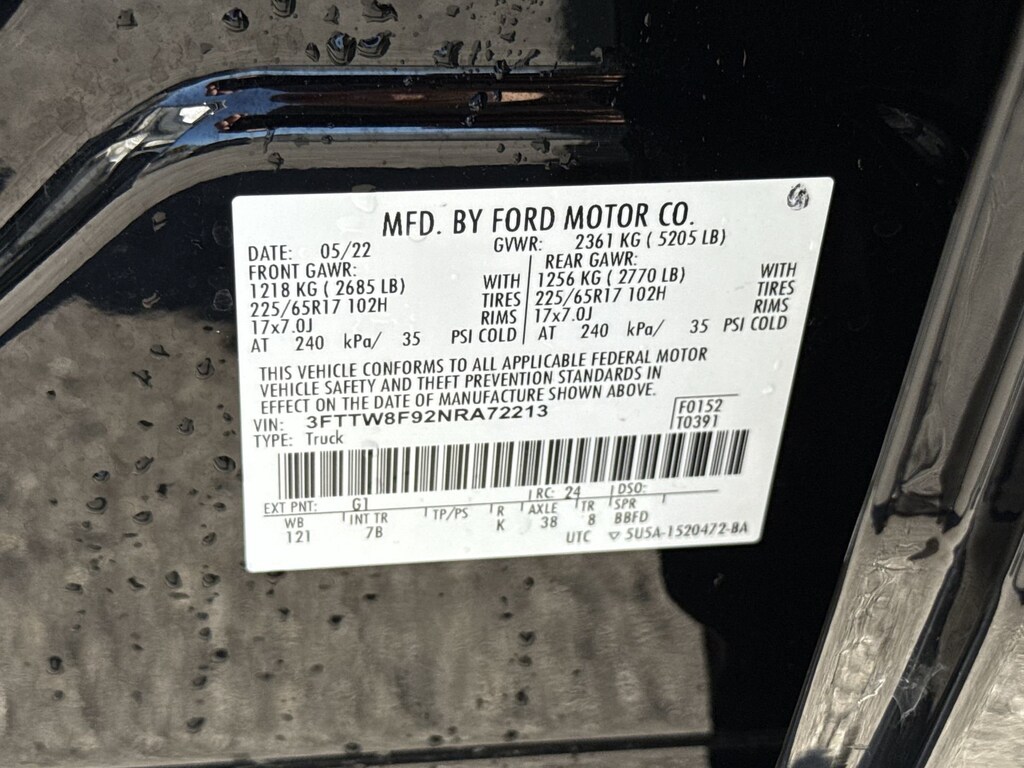 MFD. BY FORD MOTOR CO.
DATE: 05/22 GVWR: 2361 KG ( 5205 LB)
FRONT GAWR: REAR GAWR:
1218 KG ( 2685 LB) WITH 1256 KG ( 2770 LB) WITH
225/65R17 102H TIRES 225/65R17 102H TIRES
17x7.0J RIMS 17x7.0J RIMS
AT 240 kPa/ 35 PSI COLD AT 240 kPa/ 35 PSI COLD
THIS VEHICLE CONFORMS TO ALL APPLICABLE FEDERAL MOTOR
VEHICLE SAFETY AND THEFT PREVENTION STANDARDS IN
EFFECT ON THE DATE OF MANUFACTURE SHOWN ABOVE.
VIN: 3FTTW8F92NRA72213 F0152
TYPE: Truck T0391
EXT PNT: G1 RC: 24 DSO:
WB INT TR TP/PS R AXLE TR SPR
121 7B K 38 8 BBFD
UTC ▽ 5U5A-1520472-BA